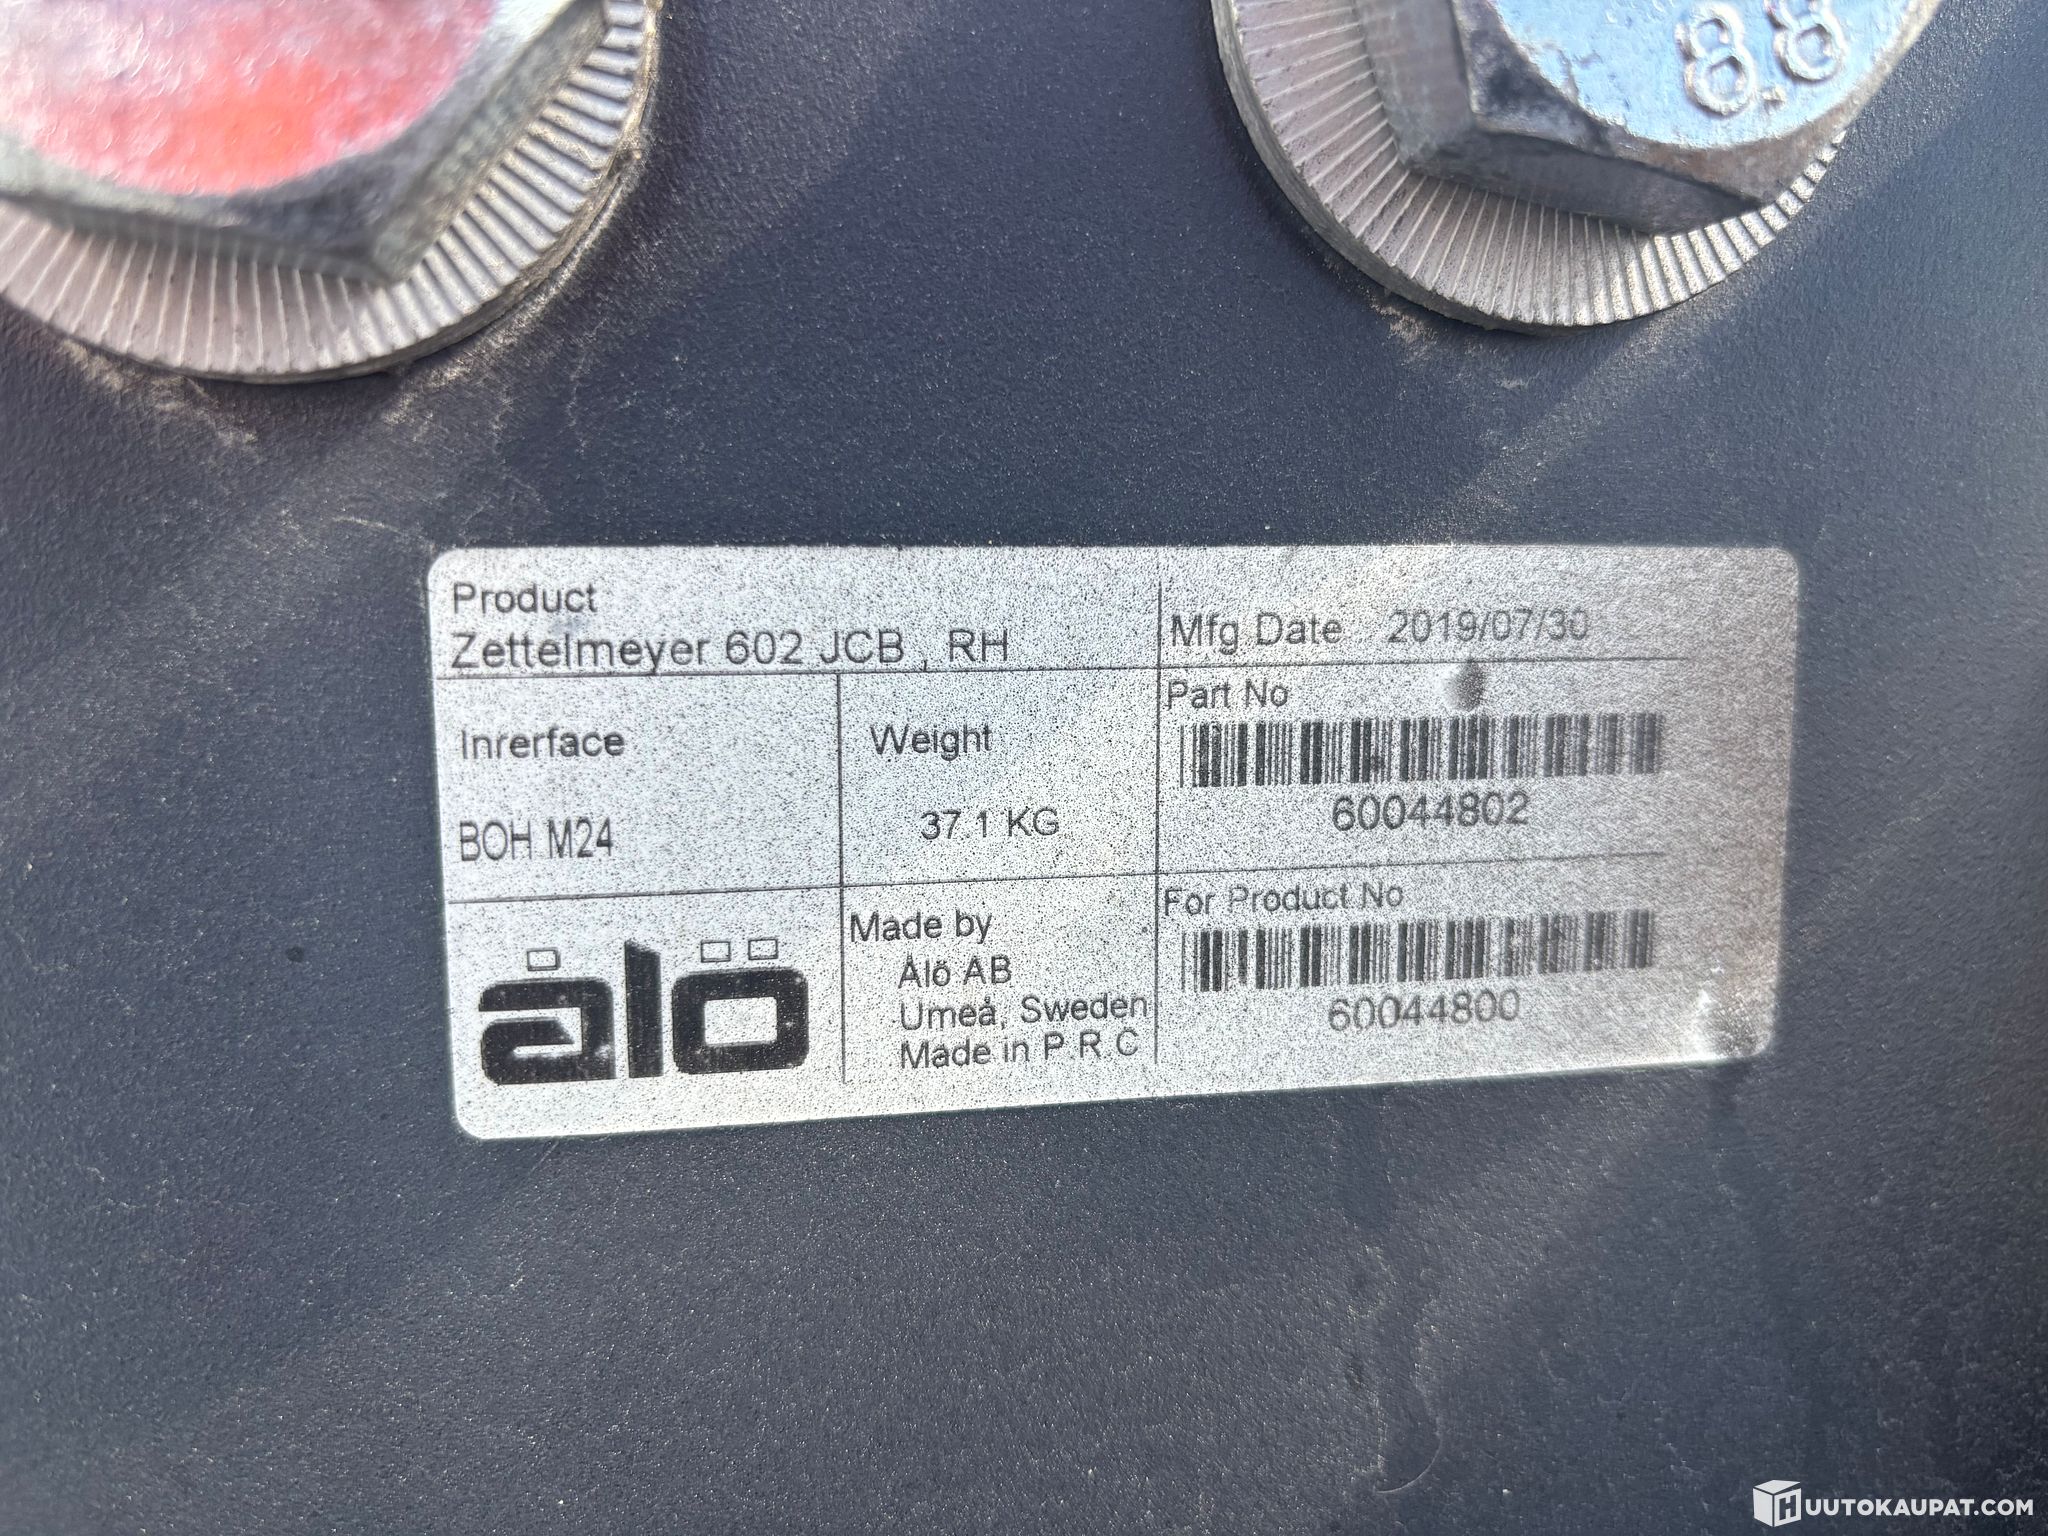 8.8
Product
Zettelmeyer 602 JCB , RH
Mfg Date 2019/07/30
Inrerface
BOH M24
Weight
37.1 KG
Part No
60044802
ålö
Made by
Ålö AB
Umeå, Sweden
Made in P.R.C
For Product No
60044800
HUUTOKAUPAT.COM